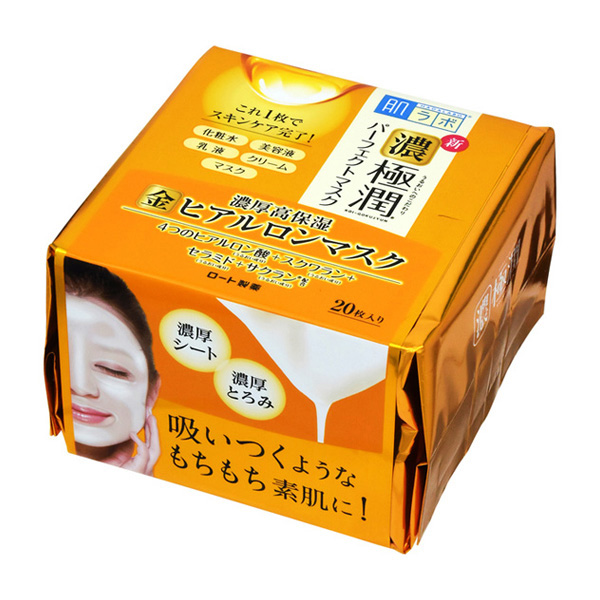 肌ラボ
新
濃
極潤
パーフェクトマスク
これ1枚で
スキンケア完了!
化粧水
美容液
乳液
クリーム
マスク
濃厚高保湿
金ヒアルロンマスク
4つのヒアルロン酸+スクワラン+
セラミド+サクラン
ロート製薬
20枚入り
濃厚
シート
濃厚
とろみ
吸いつくような
もちもち素肌に!